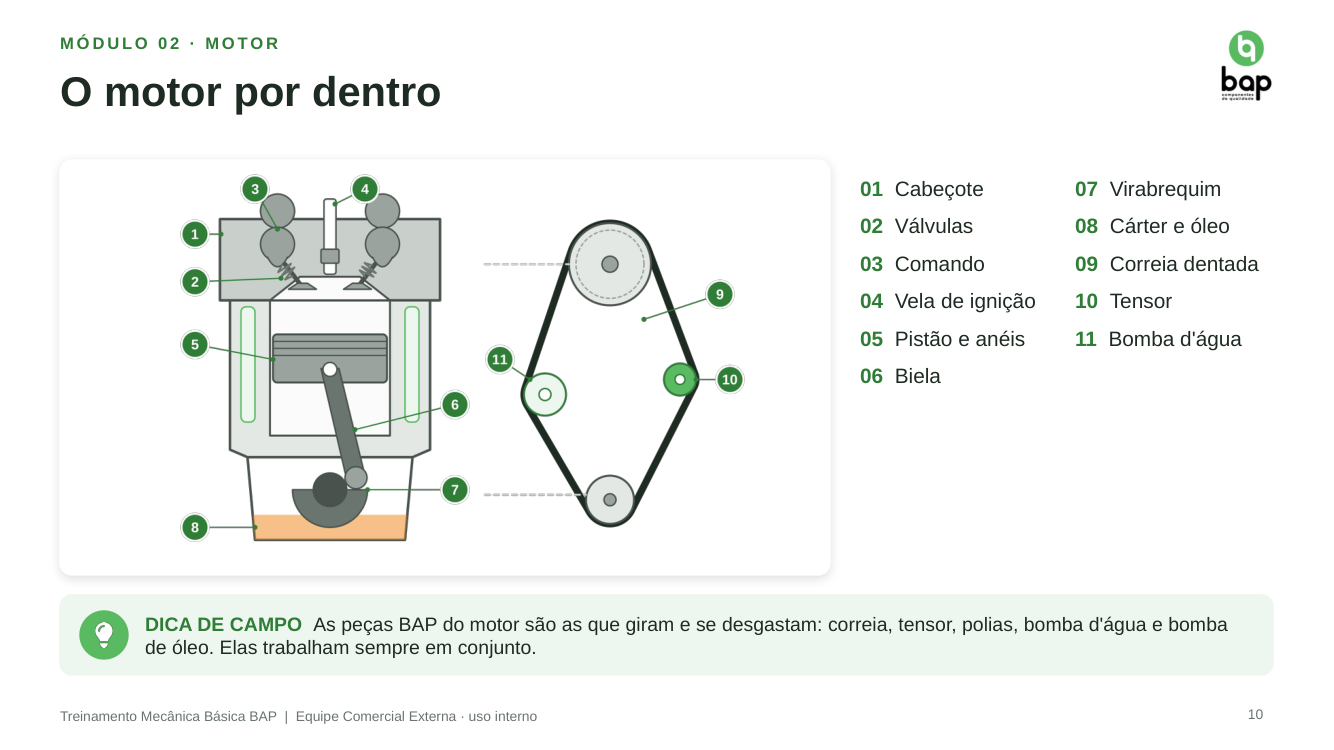 MÓDULO 02 · MOTOR
O motor por dentro
bap
componentes
de qualidade
3
4
1
2
5
6
7
8
9
11
10
01 Cabeçote
02 Válvulas
03 Comando
04 Vela de ignição
05 Pistão e anéis
06 Biela
07 Virabrequim
08 Cárter e óleo
09 Correia dentada
10 Tensor
11 Bomba d'água
DICA DE CAMPO As peças BAP do motor são as que giram e se desgastam: correia, tensor, polias, bomba d'água e bomba
de óleo. Elas trabalham sempre em conjunto.
Treinamento Mecânica Básica BAP | Equipe Comercial Externa · uso interno
10